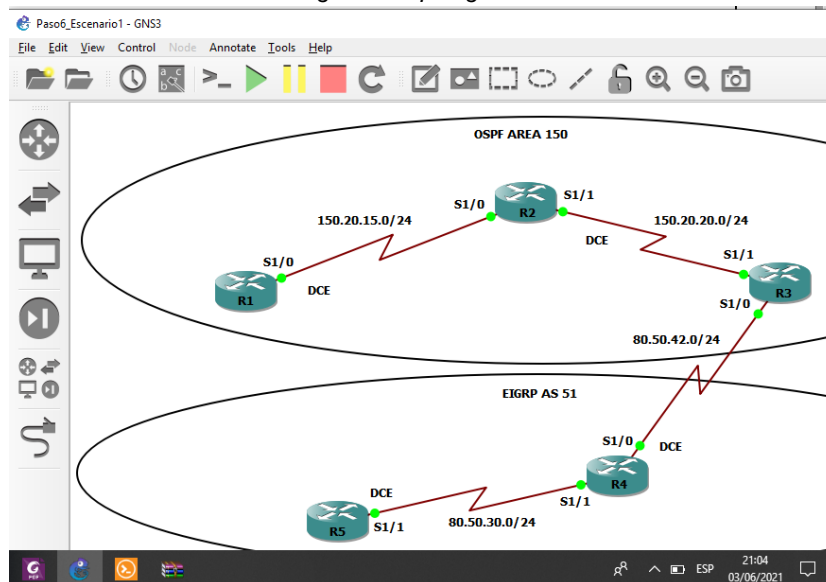 Paso6_Escenario1 - GNS3
File Edit View Control Node Annotate Tools Help
OSPF AREA 150
S1/0
R2
S1/1
150.20.15.0/24
150.20.20.0/24
DCE
S1/0
S1/1
R1
DCE
R3
S1/0
80.50.42.0/24
EIGRP AS 51
S1/0
DCE
R4
DCE
S1/1
R5
S1/1
80.50.30.0/24
ESP
21:04
03/06/2021